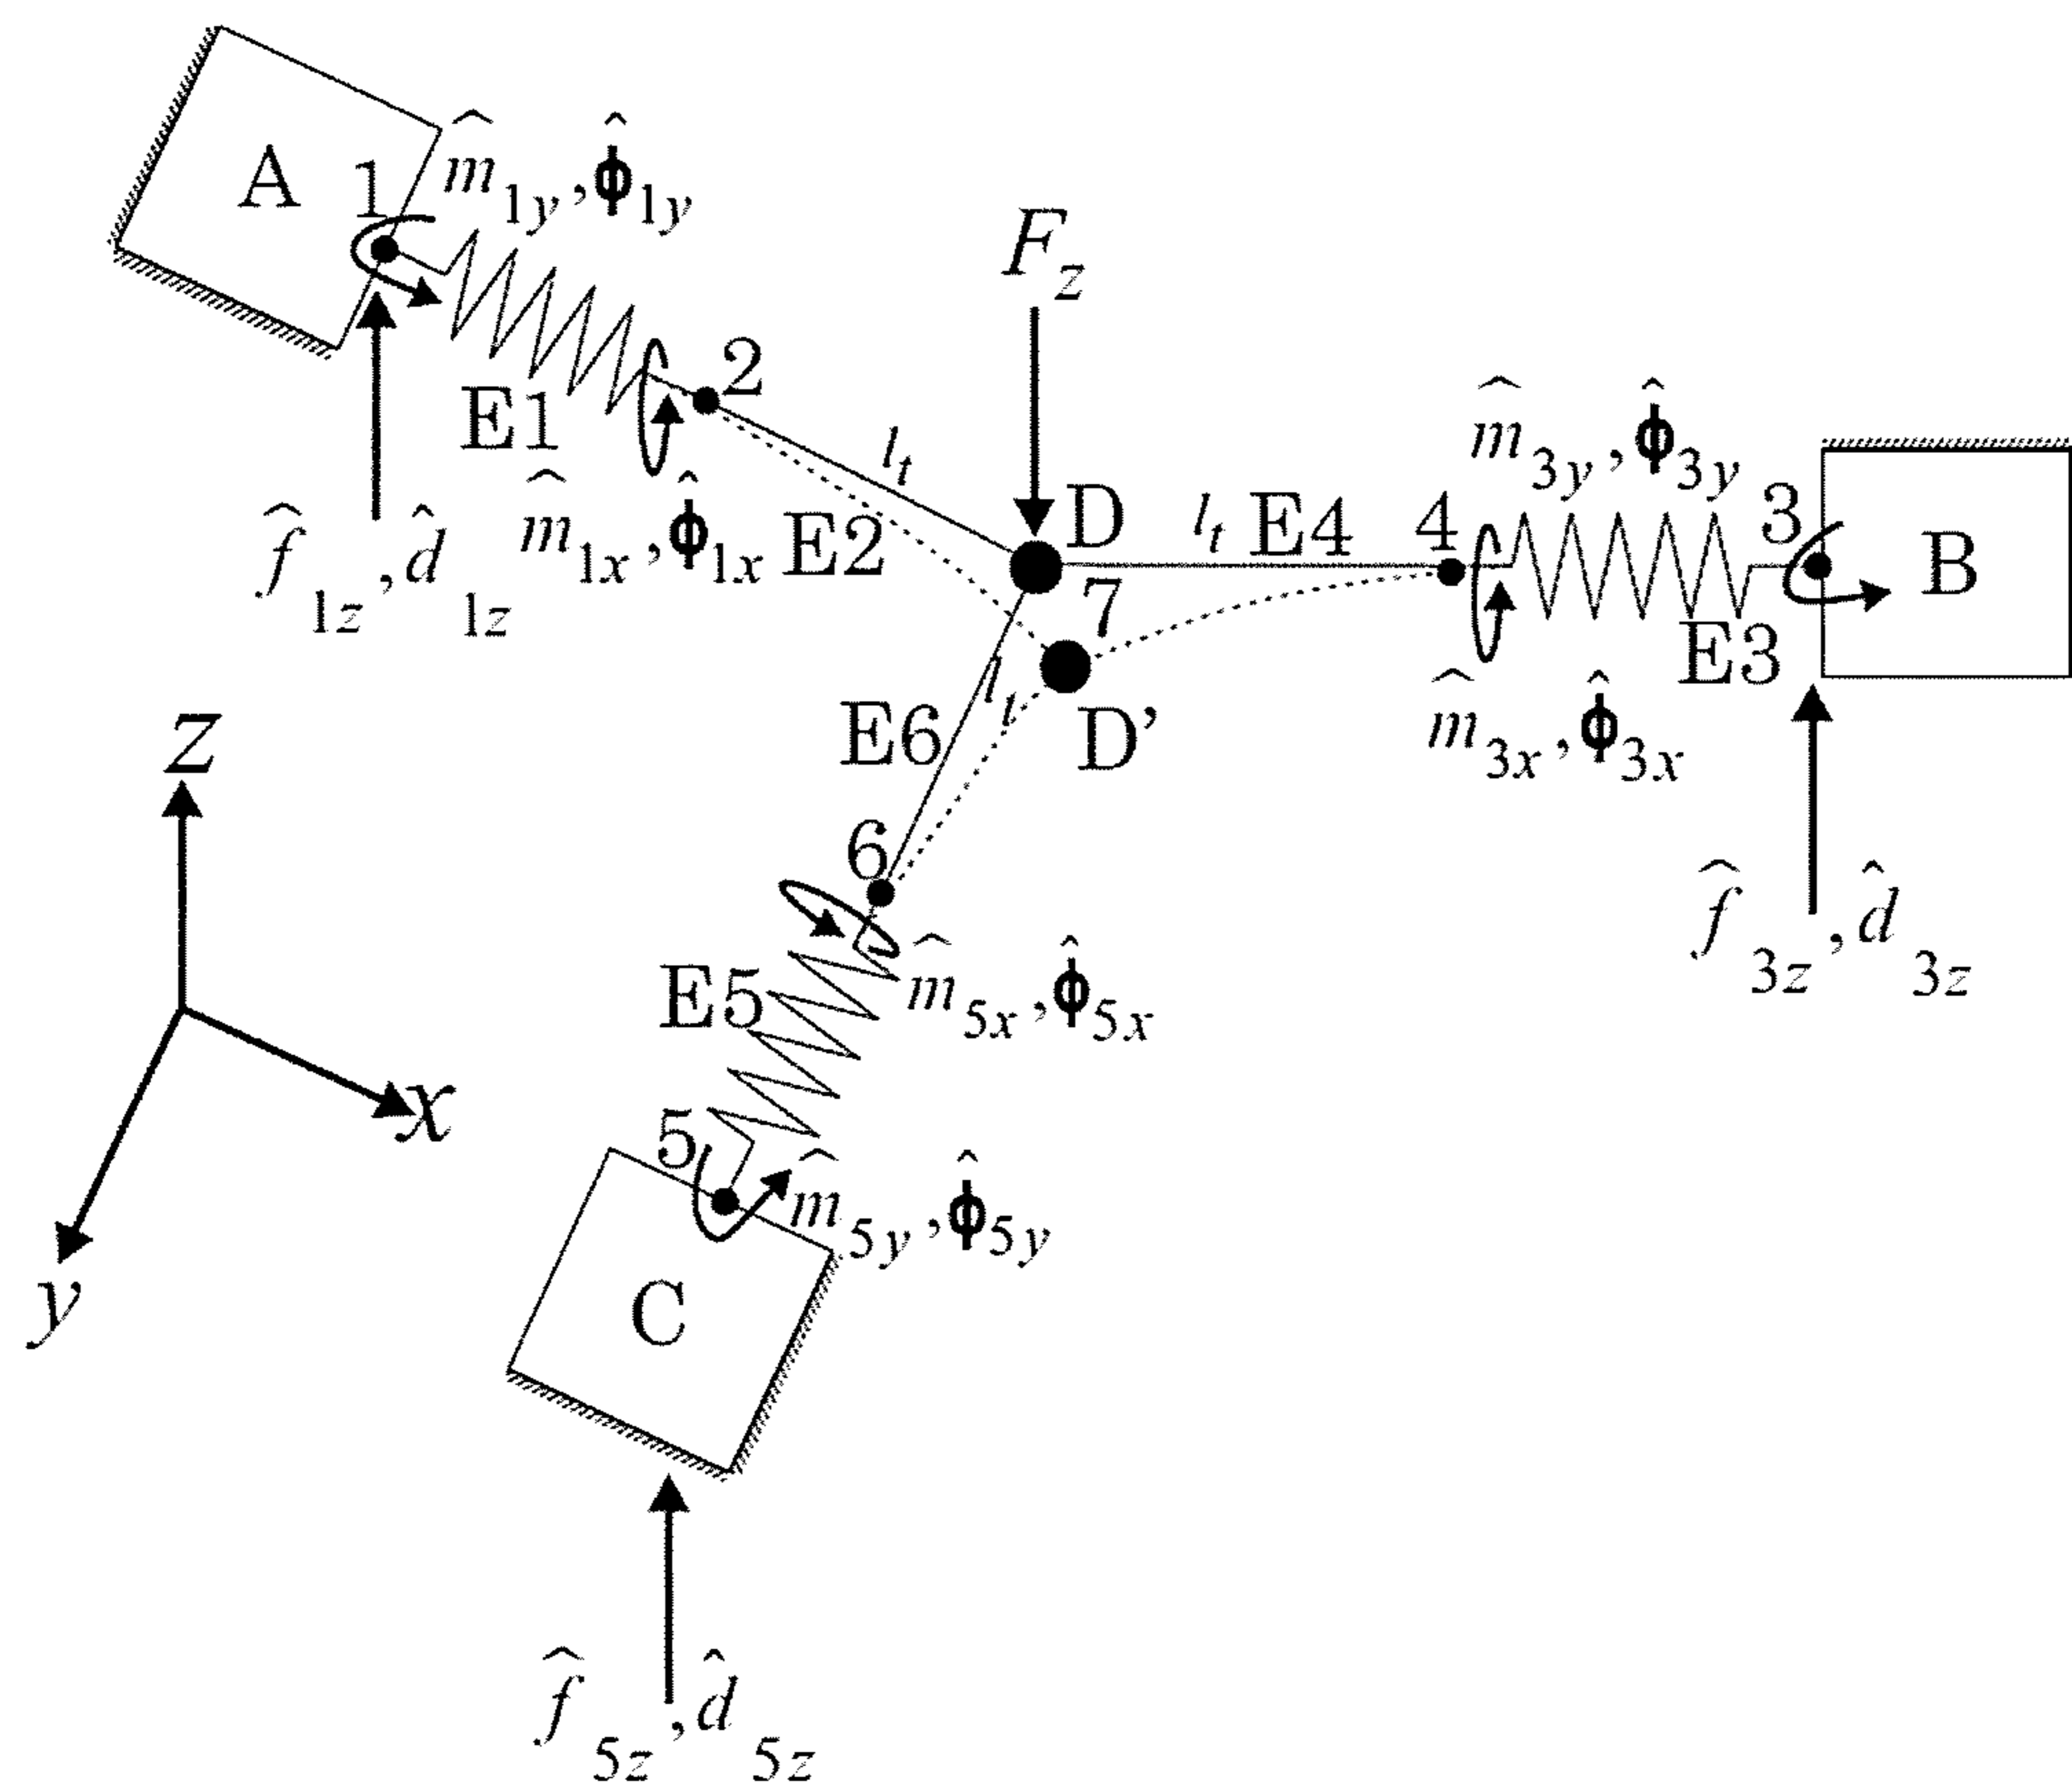 A
1
m̂1y, ϕ̂1y
Fz
2
E1
lt
m̂3y, ϕ̂3y
f̂1z, d̂1z
m̂1x, ϕ̂1x
E2
D
lt
E4
4
3
B
7
E3
lt
E6
D’
m̂3x, ϕ̂3x
z
6
f̂3z, d̂3z
E5
m̂5x, ϕ̂5x
x
5
m̂5y, ϕ̂5y
y
C
f̂5z, d̂5z